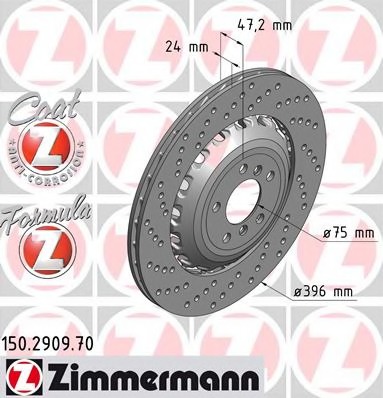 47,2 mm
24 mm
Coat
Z
ANTI-CORROSION
Formula
Z
ø75 mm
ø396 mm
150.2909.70
Z Zimmermann